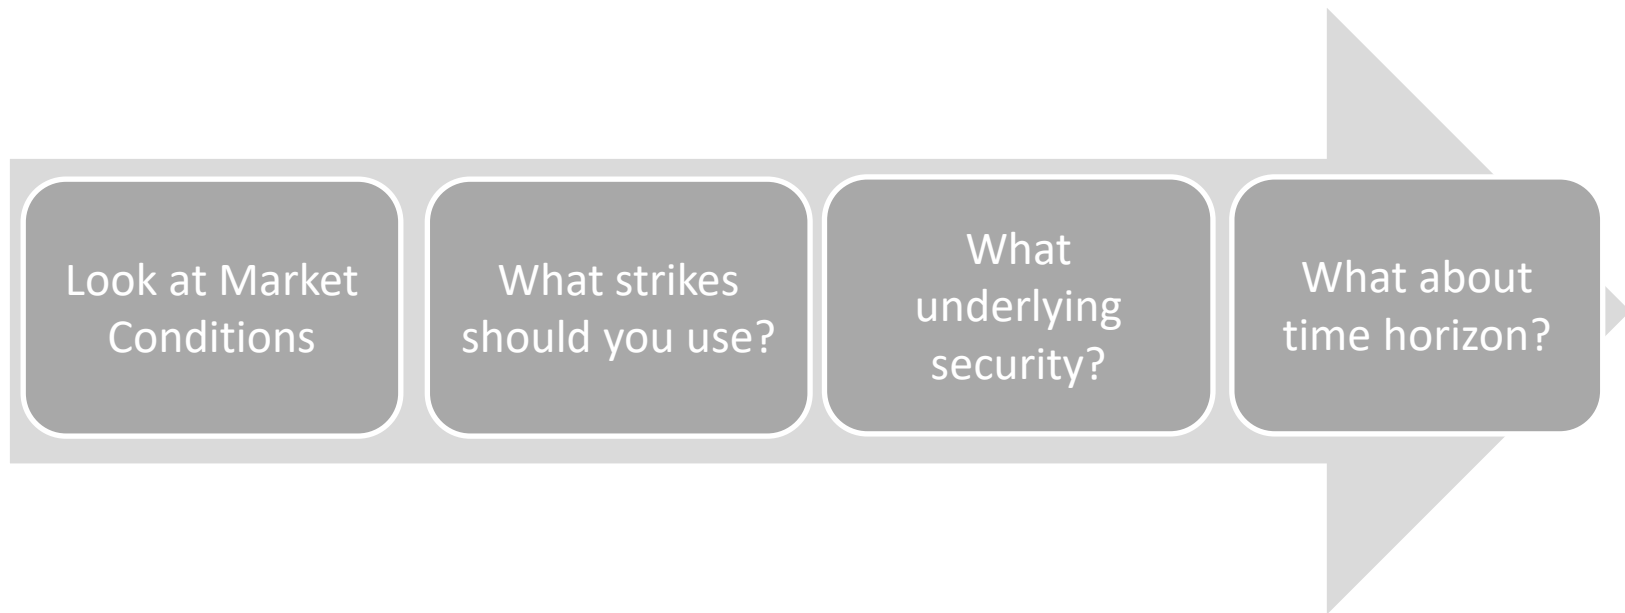 Look at Market
Conditions
What strikes
should you use?
What
underlying
security?
What about
time horizon?